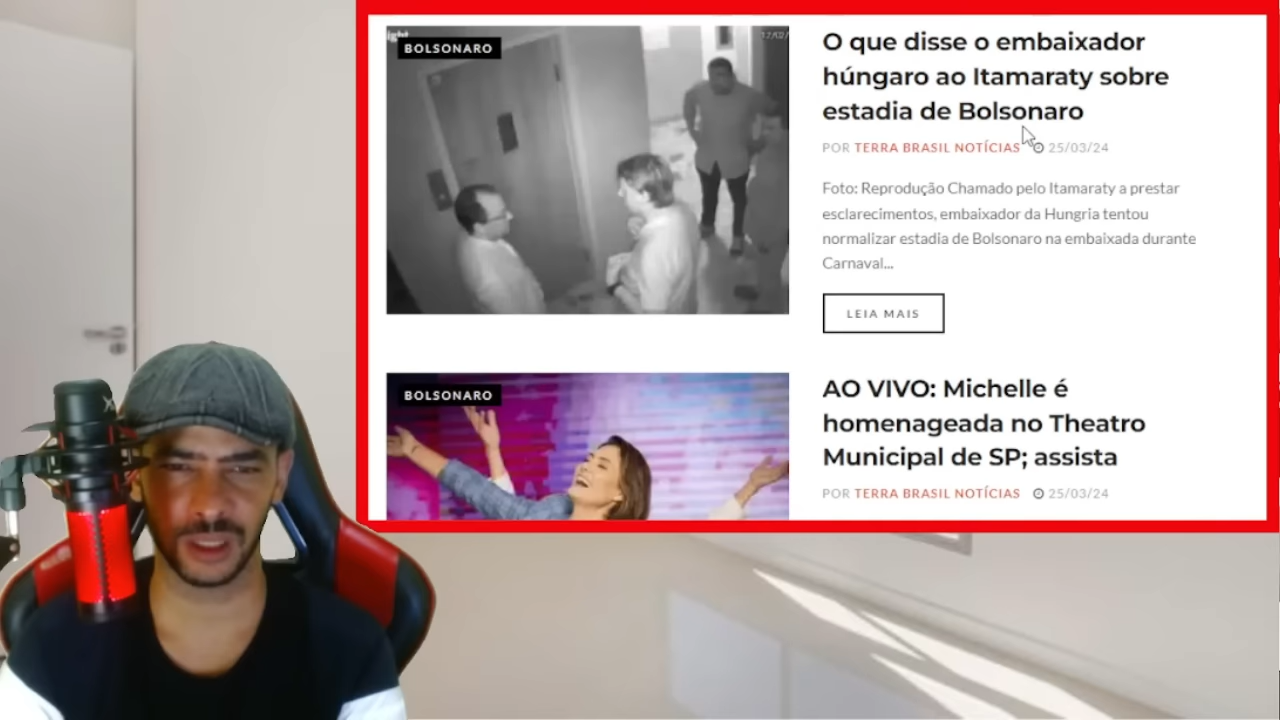 BOLSONARO
O que disse o embaixador
húngaro ao Itamaraty sobre
estadia de Bolsonaro
POR TERRA BRASIL NOTÍCIAS 25/03/24
Foto: Reprodução Chamado pelo Itamaraty a prestar
esclarecimentos, embaixador da Hungria tentou
normalizar estadia de Bolsonaro na embaixada durante
Carnaval...
LEIA MAIS
BOLSONARO
AO VIVO: Michelle é
homenageada no Theatro
Municipal de SP; assista
POR TERRA BRASIL NOTÍCIAS 25/03/24